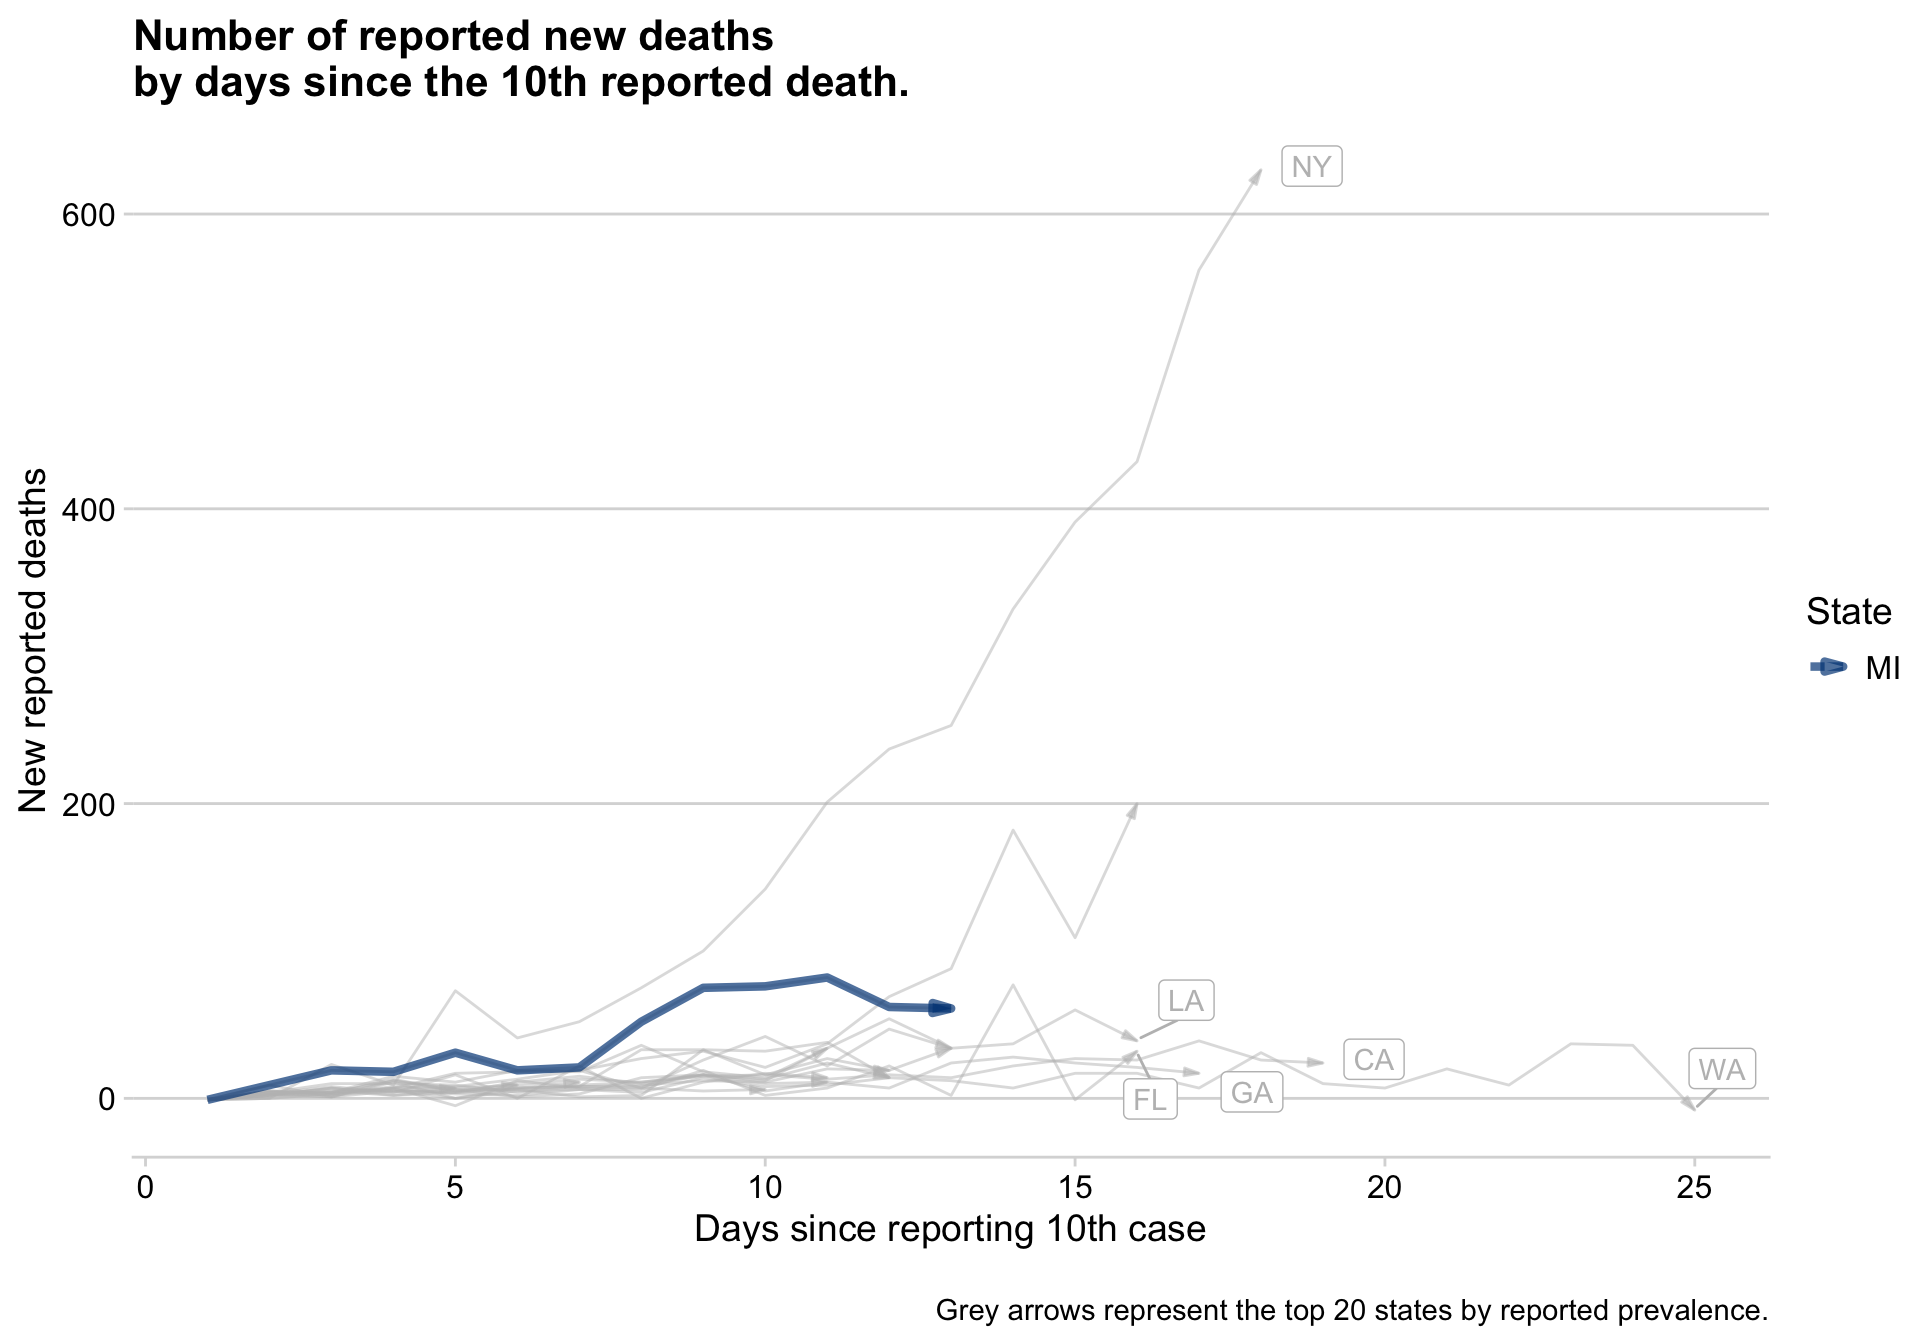 Number of reported new deaths
by days since the 10th reported death.
NY
600
400
200
0
New reported deaths
LA
CA
WA
FL
GA
State
MI
0 5 10 15 20 25
Days since reporting 10th case
Grey arrows represent the top 20 states by reported prevalence.